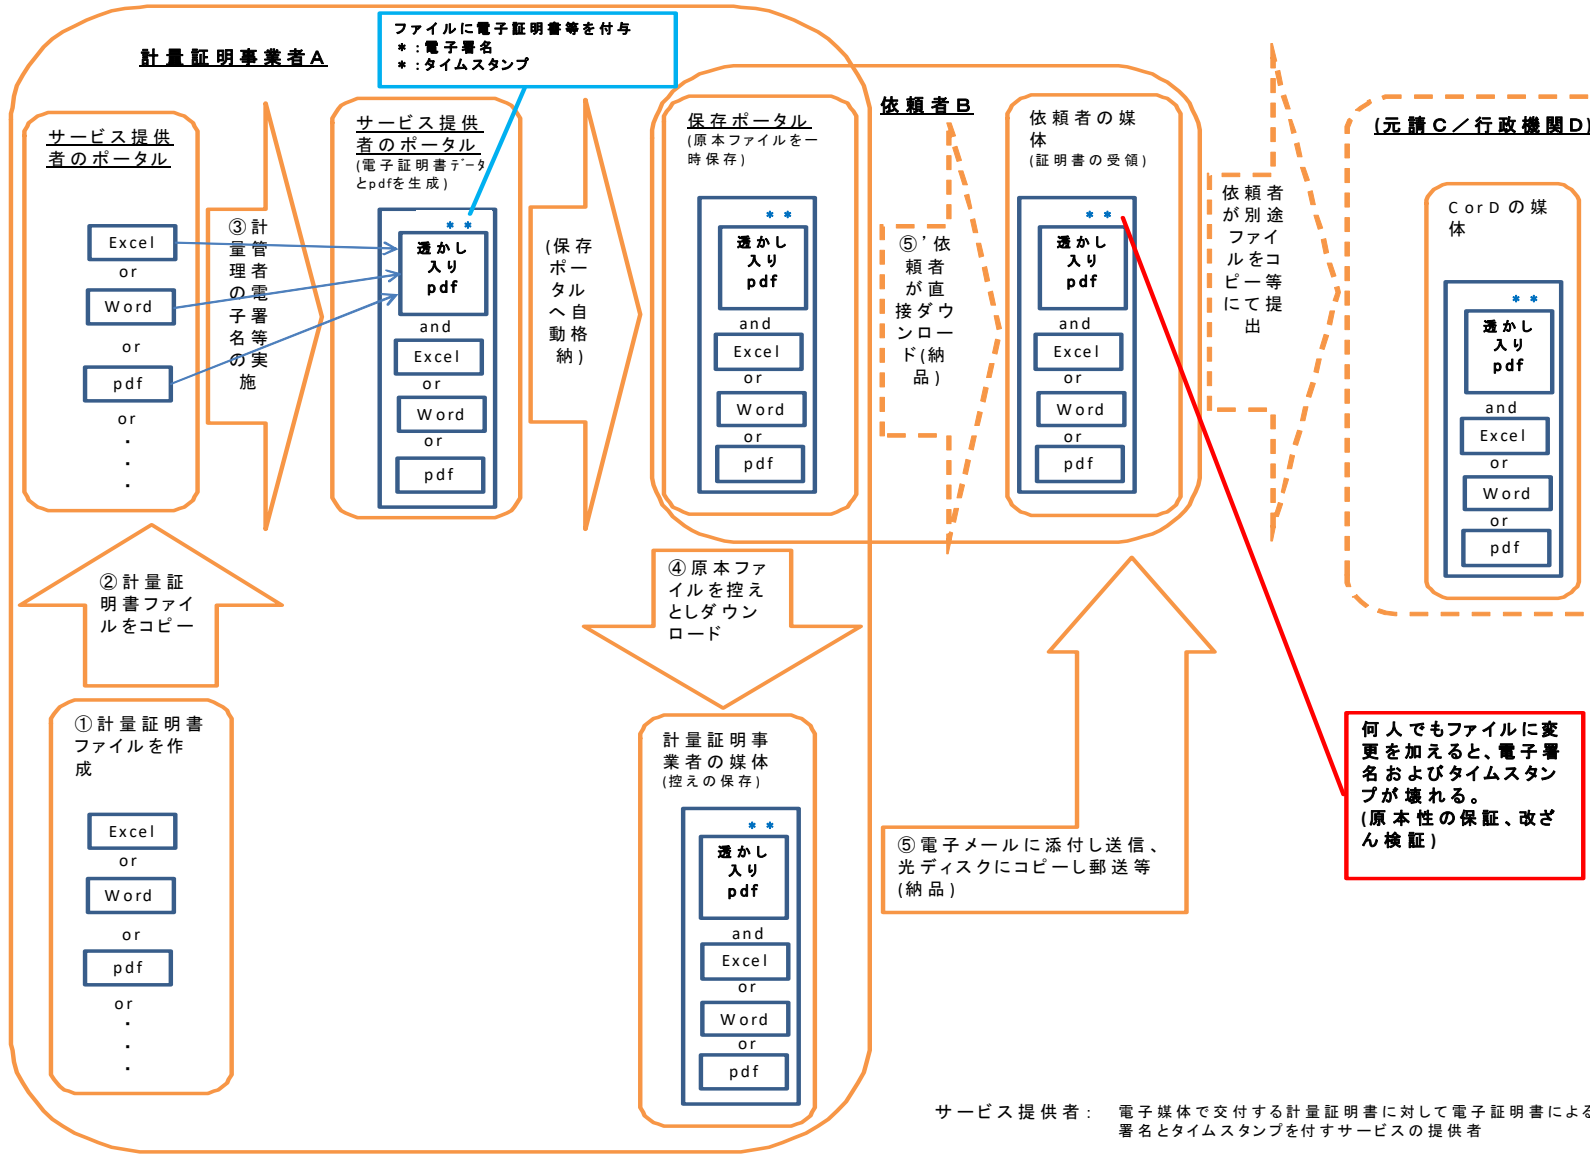 計量証明事業者A
ファイルに電子証明書等を付与
*：電子署名
*：タイムスタンプ
サービス提供
者のポータル
Excel
or
Word
or
pdf
or
・
・
・
③計
量管
理者
の電
子署
名等
の実
施
サービス提供
者のポータル
(電子証明書データ
とpdfを生成)
* *
透かし
入り
pdf
and
Excel
or
Word
or
pdf
(保存
ポー
タル
へ自
動格
納)
保存ポータル
(原本ファイルを一
時保存)
* *
透かし
入り
pdf
and
Excel
or
Word
or
pdf
依頼者B
⑤’依
頼者
が直
接ダウ
ンロー
ド(納
品)
依頼者の媒
体
(証明書の受領)
* *
透かし
入り
pdf
and
Excel
or
Word
or
pdf
依頼者
が別途
ファイ
ルをコ
ピー等
にて提
出
(元請C／行政機関D)
CorDの媒
体
* *
透かし
入り
pdf
and
Excel
or
Word
or
pdf
②計量証
明書ファイ
ルをコピー
①計量証明書
ファイルを作
成
Excel
or
Word
or
pdf
or
・
・
・
④原本ファ
イルを控え
としダウン
ロード
計量証明事
業者の媒体
(控えの保存)
* *
透かし
入り
pdf
and
Excel
or
Word
or
pdf
⑤電子メールに添付し送信、
光ディスクにコピーし郵送等
(納品)
何人でもファイルに変
更を加えると、電子署
名およびタイムスタン
プが壊れる。
(原本性の保証、改ざ
ん検証)
サービス提供者： 電子媒体で交付する計量証明書に対して電子証明書による
署名とタイムスタンプを付すサービスの提供者